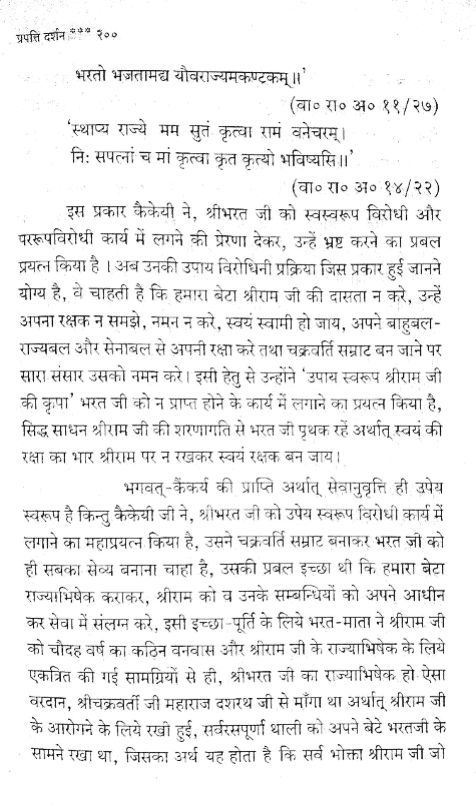 प्रपत्ति दर्शन *** २००
भरतो भजतामद्य यौवराज्यमकण्टकम्॥'
(वा० रा० अ० ११/२७)
'स्थाप्य राज्ये मम सुतं कृत्वा रामं वनेचरम्।
निः सपत्नां च मां कृत्वा कृत कृत्यो भविष्यसि॥'
(वा० रा० अ० १४/२२)
इस प्रकार कैकेयी ने, श्रीभरत जी को स्वस्वरूप विरोधी और
पररूपविरोधी कार्य में लगने की प्रेरणा देकर, उन्हें भ्रष्ट करने का प्रबल
प्रयत्न किया है । अब उनकी उपाय विरोधिनी प्रक्रिया जिस प्रकार हुई जानने
योग्य है, वे चाहती है कि हमारा बेटा श्रीराम जी की दासता न करे, उन्हें
अपना रक्षक न समझे, नमन न करे, स्वयं स्वामी हो जाय, अपने बाहुबल-
राज्यबल और सेनाबल से अपनी रक्षा करे तथा चक्रवर्ति सम्राट बन जाने पर
सारा संसार उसको नमन करे। इसी हेतु से उन्होंने 'उपाय स्वरूप श्रीराम जी
की कृपा' भरत जी को न प्राप्त होने के कार्य में लगाने का प्रयत्न किया है,
सिद्ध साधन श्रीराम जी की शरणागति से भरत जी पृथक रहें अर्थात् स्वयं की
रक्षा का भार श्रीराम पर न रखकर स्वयं रक्षक बन जाय।
भगवत्-कैंकर्य की प्राप्ति अर्थात् सेवानुवृत्ति ही उपेय
स्वरूप है किन्तु कैकेयी जी ने, श्रीभरत जी को उपेय स्वरूप विरोधी कार्य में
लगाने का महाप्रयत्न किया है, उसने चक्रवर्ति सम्राट बनाकर भरत जी को
ही सबका सेव्य बनाना चाहा है, उसकी प्रबल इच्छा थी कि हमारा बेटा
राज्याभिषेक कराकर, श्रीराम को व उनके सम्बन्धियों को अपने आधीन
कर सेवा में संलग्न करे, इसी इच्छा-पूर्ति के लिये भरत-माता ने श्रीराम जी
को चौदह वर्ष का कठिन वनवास और श्रीराम जी के राज्याभिषेक के लिये
एकत्रित की गई सामग्रियों से ही, श्रीभरत जी का राज्याभिषेक हो ऐसा
वरदान, श्रीचक्रवर्ती जी महाराज दशरथ जी से माँगा था अर्थात् श्रीराम जी
के आरोगने के लिये रखी हुई, सर्वरसपूर्णा थाली को अपने बेटे भरतजी के
सामने रखा था, जिसका अर्थ यह होता है कि सर्व भोक्ता श्रीराम जी जो